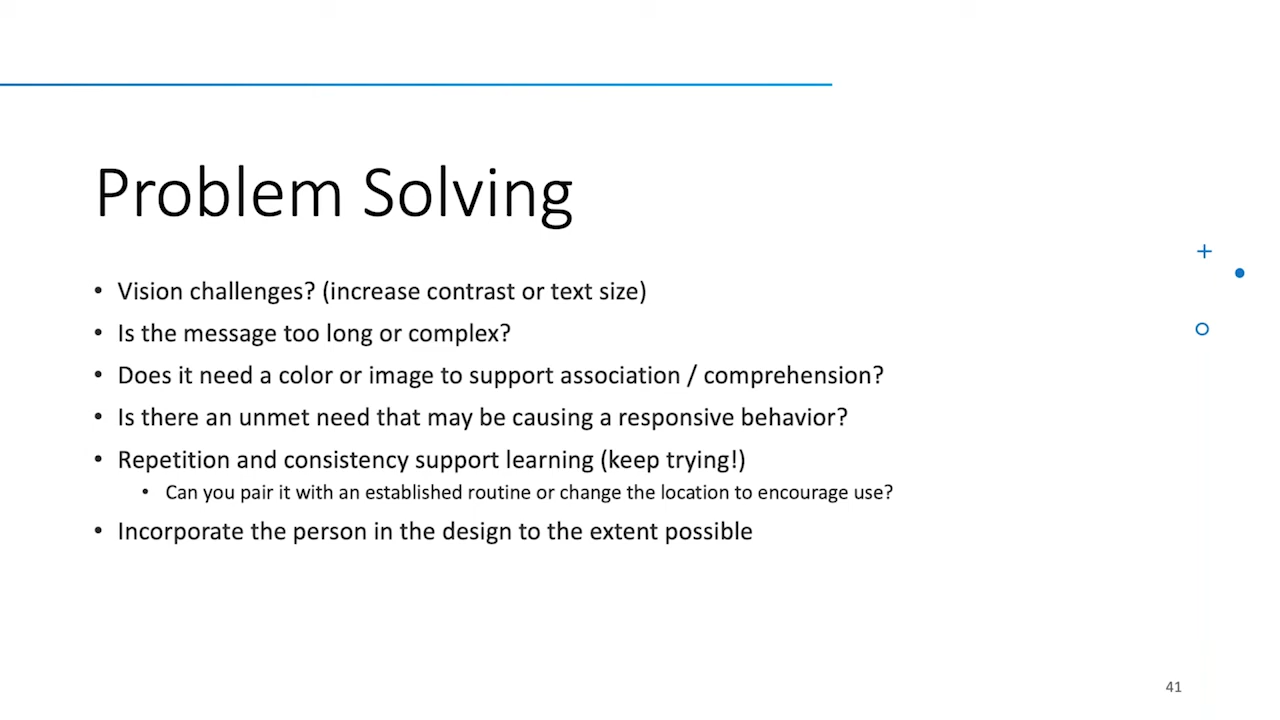 Problem Solving
• Vision challenges? (increase contrast or text size)
• Is the message too long or complex?
• Does it need a color or image to support association / comprehension?
• Is there an unmet need that may be causing a responsive behavior?
• Repetition and consistency support learning (keep trying!)
• Can you pair it with an established routine or change the location to encourage use?
• Incorporate the person in the design to the extent possible
41